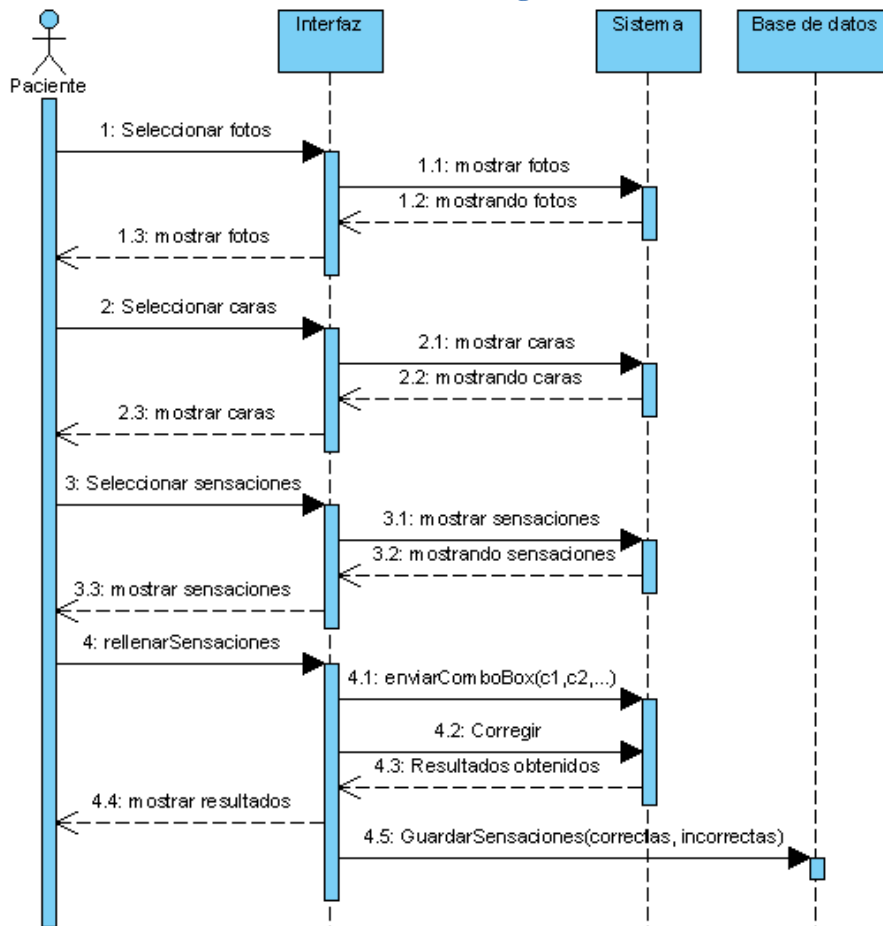 Interfaz
Sistema
Base de datos
Paciente
1: Seleccionar fotos
1.1: mostrar fotos
1.2: mostrando fotos
1.3: mostrar fotos
2: Seleccionar caras
2.1: mostrar caras
2.2: mostrando caras
2.3: mostrar caras
3: Seleccionar sensaciones
3.1: mostrar sensaciones
3.2: mostrando sensaciones
3.3: mostrar sensaciones
4: rellenarSensaciones
4.1: enviarComboBox(c1,c2,...)
4.2: Corregir
4.3: Resultados obtenidos
4.4: mostrar resultados
4.5: GuardarSensaciones(correctas, incorrectas)